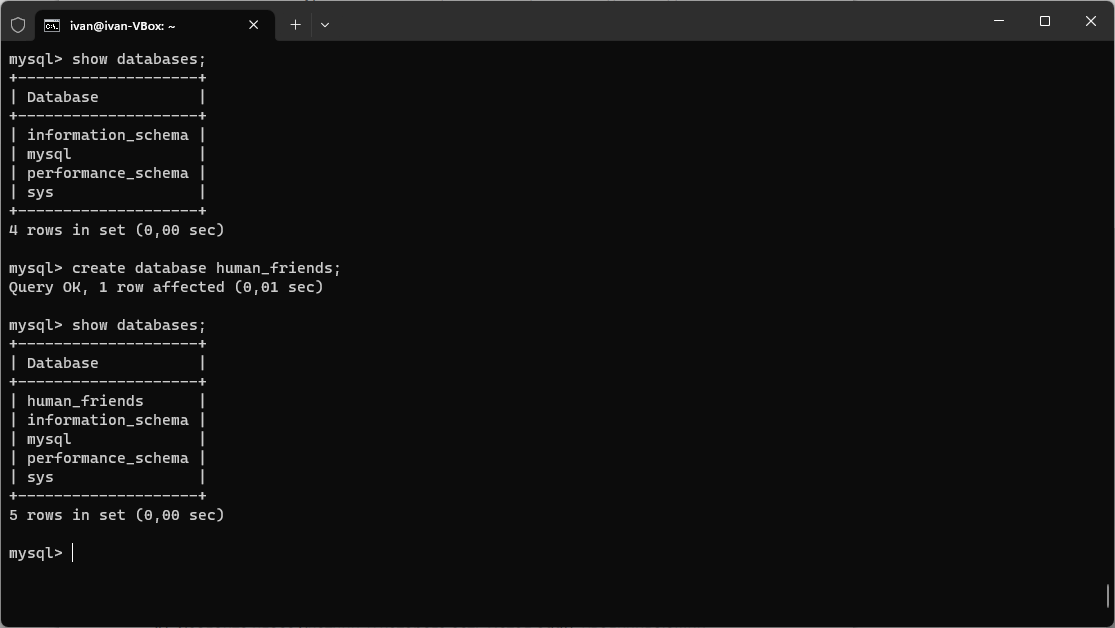 ivan@ivan-VBox: ~
mysql> show databases;
+--------------------+
| Database           |
+--------------------+
| information_schema |
| mysql              |
| performance_schema |
| sys                |
+--------------------+
4 rows in set (0,00 sec)
mysql> create database human_friends;
Query OK, 1 row affected (0,01 sec)
mysql> show databases;
+--------------------+
| Database           |
+--------------------+
| human_friends      |
| information_schema |
| mysql              |
| performance_schema |
| sys                |
+--------------------+
5 rows in set (0,00 sec)
mysql>